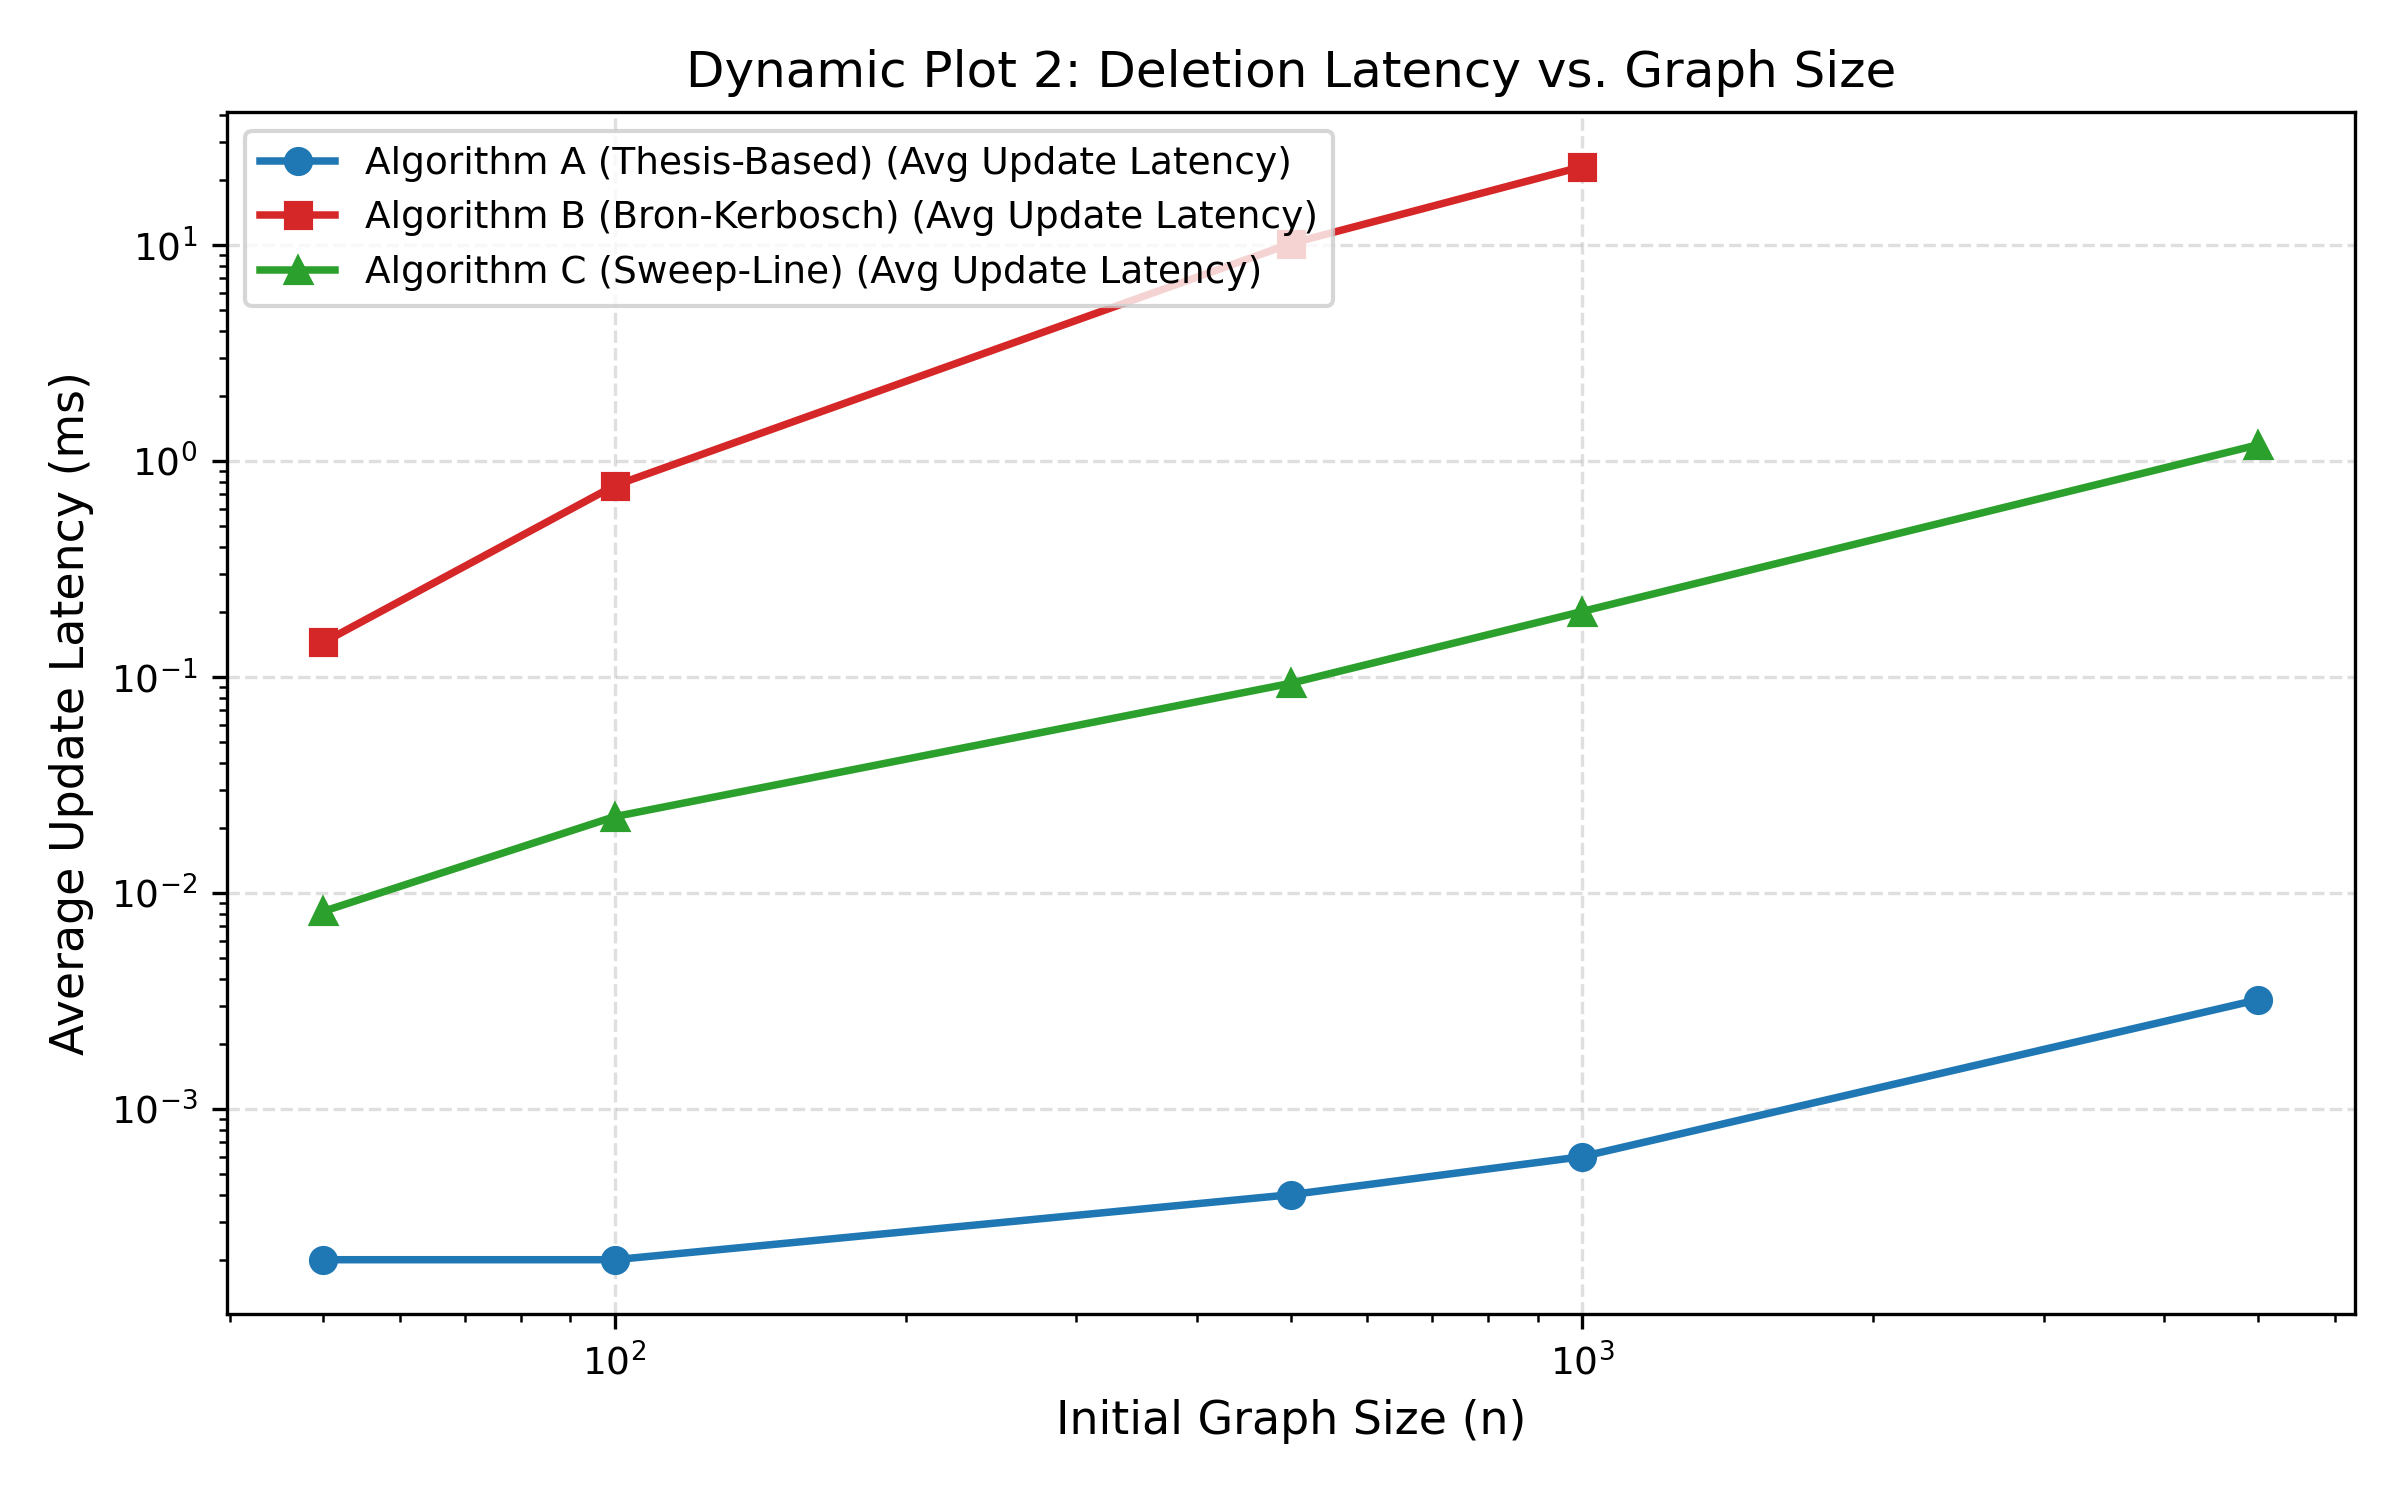 Dynamic Plot 2: Deletion Latency vs. Graph Size
Algorithm A (Thesis-Based) (Avg Update Latency)
Algorithm B (Bron-Kerbosch) (Avg Update Latency)
Algorithm C (Sweep-Line) (Avg Update Latency)
Average Update Latency (ms)
10¹
10⁰
10⁻¹
10⁻²
10⁻³
10² 10³
Initial Graph Size (n)